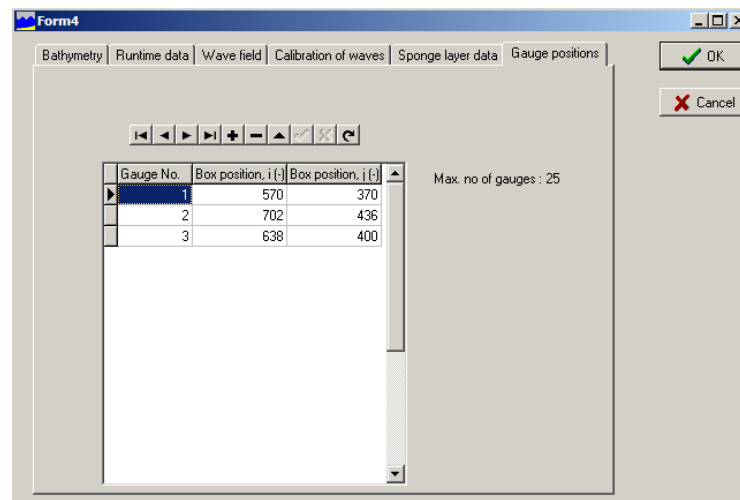 Form4
Bathymetry Runtime data Wave field Calibration of waves Sponge layer data Gauge positions
OK
Cancel
Gauge No. Box position, i (-) Box position, j (-)
Max. no of gauges : 25
1 570 370
2 702 436
3 638 400